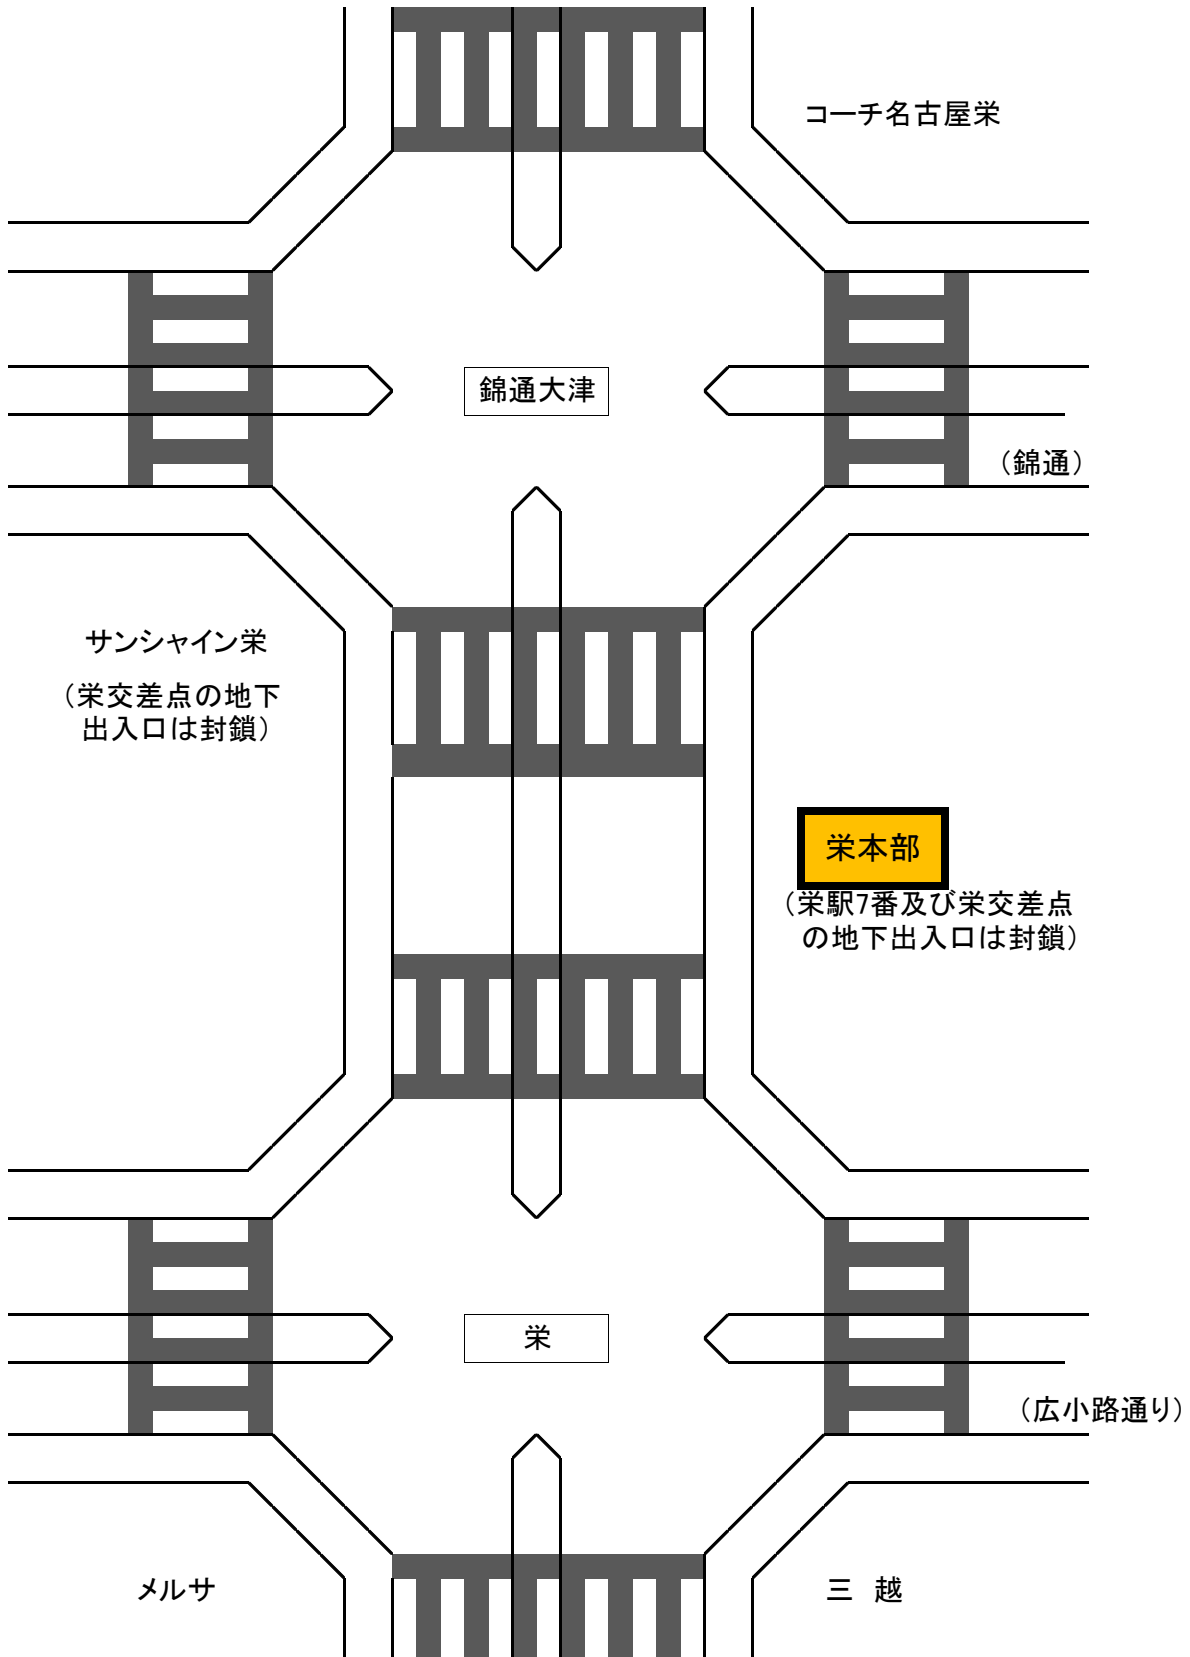 コーチ名古屋栄
錦通大津
（錦通）
サンシャイン栄
（栄交差点の地下
出入口は封鎖）
栄本部
（栄駅7番及び栄交差点
の地下出入口は封鎖）
栄
（広小路通り）
メルサ
三　越